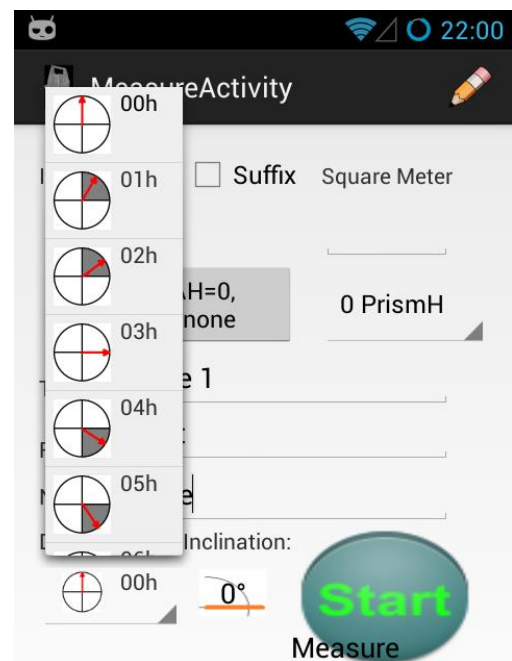 22:00
MeasureActivity
00h
01h
02h
03h
04h
05h
Suffix
Square Meter
H=0,
none
0 PrismH
e 1
e
Inclination:
00h
0°
Start
Measure